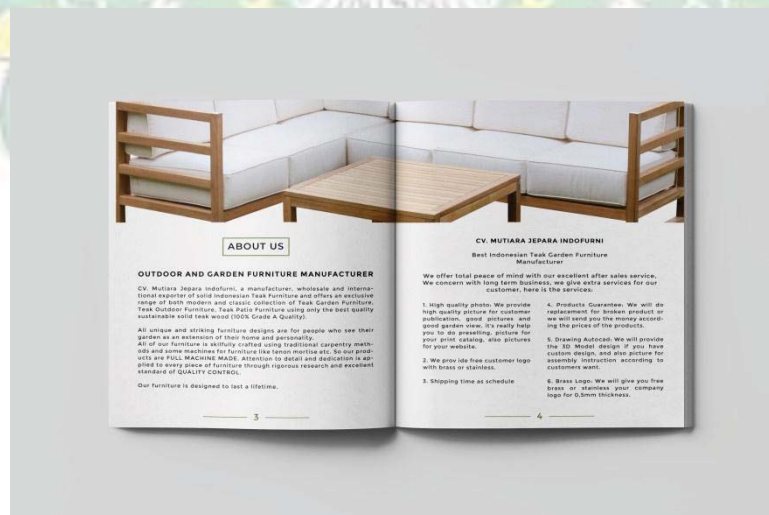 ABOUT US
OUTDOOR AND GARDEN FURNITURE MANUFACTURER
CV. Mutiara Jepara Indofurni, a manufacturer, wholesale and interna-
tional exporter of solid Indonesian Teak Furniture and offers an exclusive
range of both modern and classic collection of Teak Garden Furniture,
Teak Outdoor Furniture, Teak Patio Furniture using only the best quality
sustainable solid teak wood (100% Grade A Quality).
All unique and striking furniture designs are for people who see their
garden as an extension of their home and personality.
All of our furniture is skilfully crafted using traditional carpentry meth-
ods and some machines for furniture like tenon mortise etc. So our prod-
ucts are FULL MACHINE MADE. Attention to detail and dedication is ap-
plied to every piece of furniture through rigorous research and excellent
standard of QUALITY CONTROL.
Our furniture is designed to last a lifetime.
3
CV. MUTIARA JEPARA INDOFURNI
Best Indonesian Teak Garden Furniture
Manufacturer
We offer total peace of mind with our excellent after sales service,
We concern with long term business, we give extra services for our
customer, here is the services:
1. High quality photo: We provide
high quality picture for customer
publication, good pictures and
good garden view, it's really help
you to do preselling, picture for
your print catalog, also pictures
for your website.
2. We prov ide free customer logo
with brass or stainless.
3. Shipping time as schedule
4. Products Guarantee: We will do
replacement for broken product or
we will send you the money accord-
ing the prices of the products.
5. Drawing Autocad: We will provide
the 3D Model design if you have
custom design, and also picture for
assembly instruction according to
customers want.
6. Brass Logo: We will give you free
brass or stainless your company
logo for 0,5mm thickness.
4